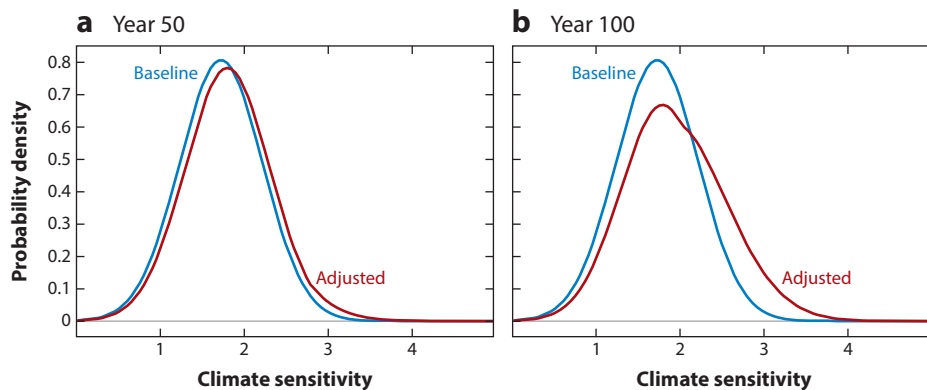 a Year 50
b Year 100
Probability density
0.8
0.7
0.6
0.5
0.4
0.3
0.2
0.1
0
Baseline
Adjusted
1 2 3 4
Climate sensitivity
Baseline
Adjusted
1 2 3 4
Climate sensitivity